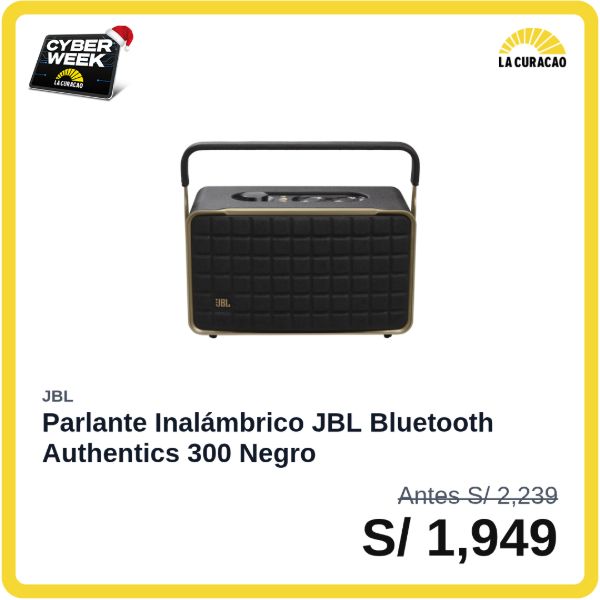 CYBER
WEEK
LA CURACAO
LA CURACAO
JBL
JBL
Parlante Inalámbrico JBL Bluetooth
Authentics 300 Negro
Antes S/ 2,239
S/ 1,949